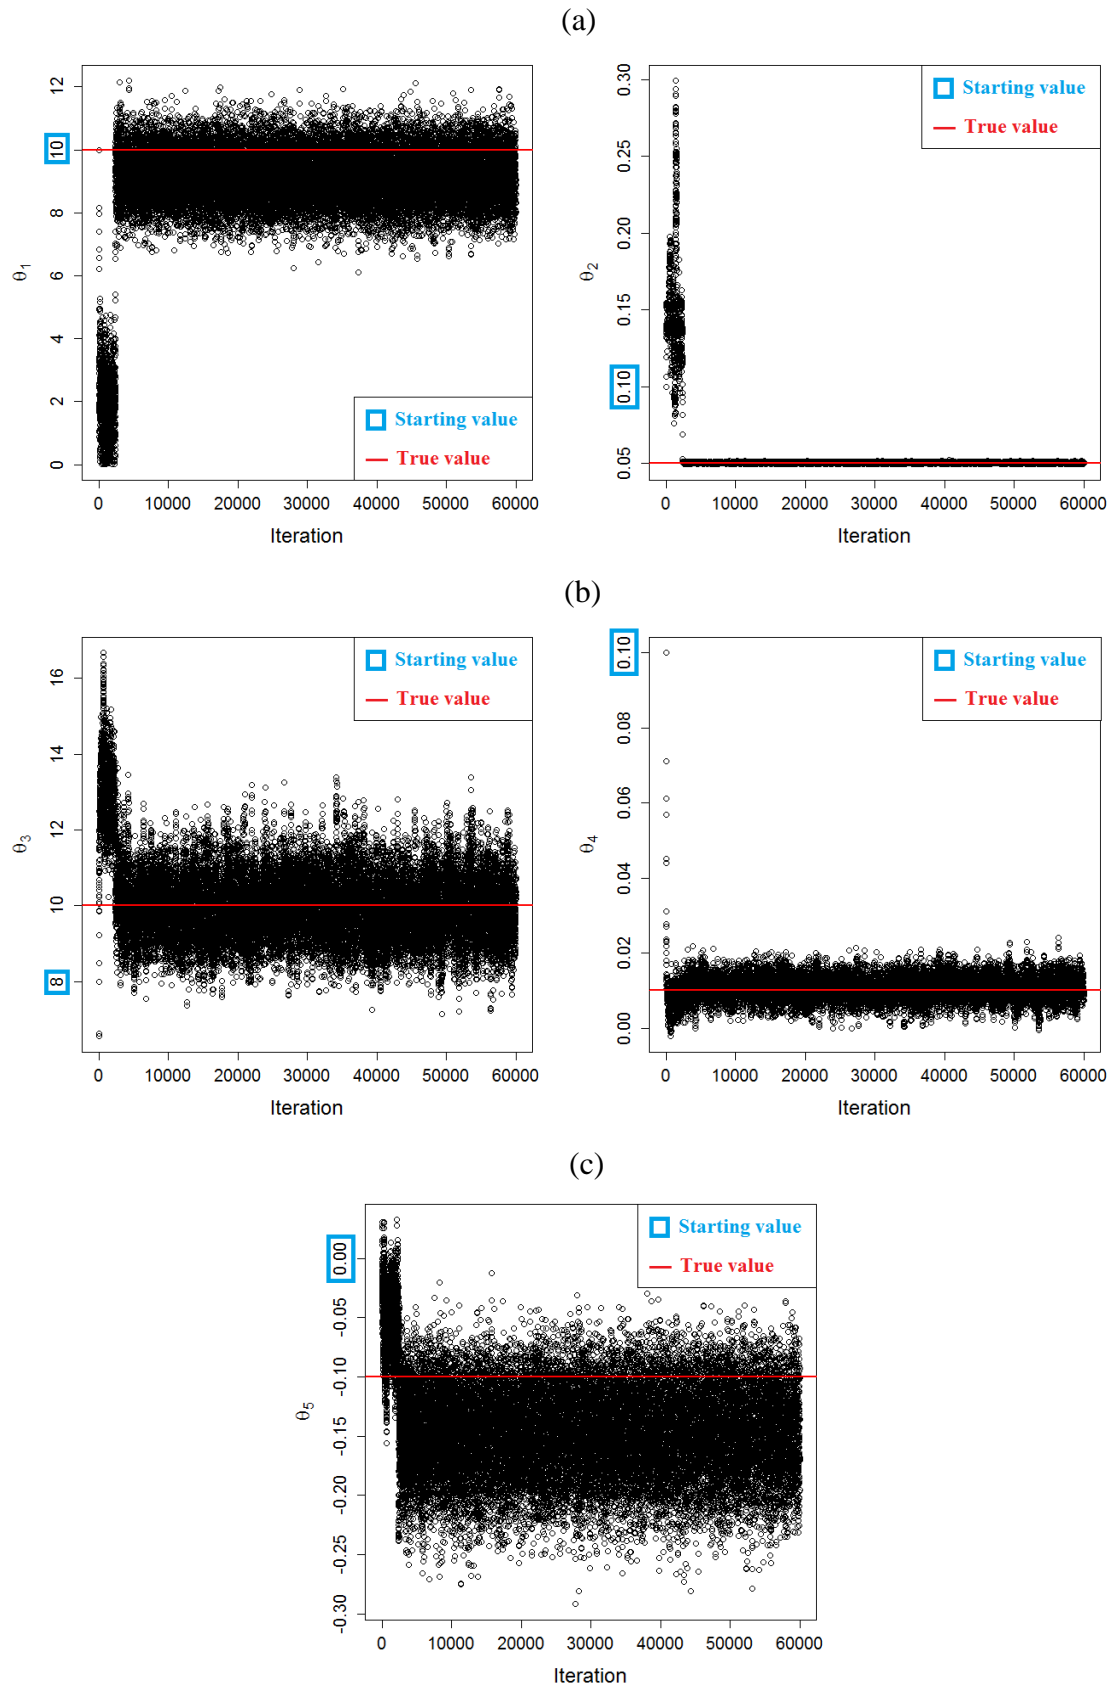 (a)
12
10
8
6
4
2
0
θ1
Starting value
True value
0 10000 20000 30000 40000 50000 60000
Iteration
0.30
0.25
0.20
0.15
0.10
0.05
θ2
Starting value
True value
0 10000 20000 30000 40000 50000 60000
Iteration
(b)
16
14
12
10
8
θ3
Starting value
True value
0 10000 20000 30000 40000 50000 60000
Iteration
0.10
0.08
0.06
0.04
0.02
0.00
θ4
Starting value
True value
0 10000 20000 30000 40000 50000 60000
Iteration
(c)
0.00
-0.05
-0.10
-0.15
-0.20
-0.25
-0.30
θ5
Starting value
True value
0 10000 20000 30000 40000 50000 60000
Iteration